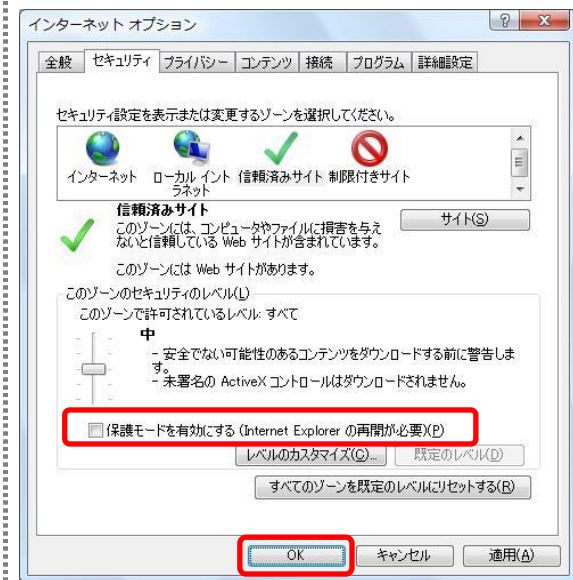 インターネット オプション
全般 セキュリティ プライバシー コンテンツ 接続 プログラム 詳細設定
セキュリティ設定を表示または変更するゾーンを選択してください。
インターネット ローカル イント 信頼済みサイト 制限付きサイト
ラネット
信頼済みサイト
サイト(S)
このゾーンには、コンピュータやファイルに損害を与え
ないと信頼している Web サイトが含まれています。
このゾーンには Web サイトがあります。
このゾーンのセキュリティのレベル(L)
このゾーンで許可されているレベル: すべて
中
- 安全でない可能性のあるコンテンツをダウンロードする前に警告しま
す。
- 未署名の ActiveX コントロールはダウンロードされません。
保護モードを有効にする (Internet Explorer の再開が必要)(P)
レベルのカスタマイズ(C)... 既定のレベル(D)
すべてのゾーンを既定のレベルにリセットする(R)
OK キャンセル 適用(A)